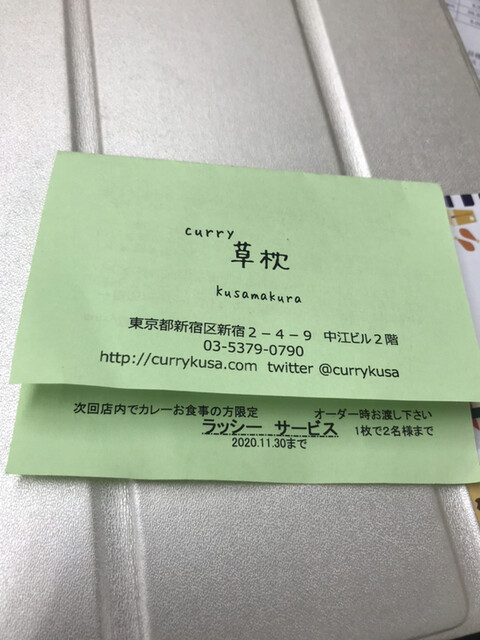 curry
草枕
kusamakura
東京都新宿区新宿2-4-9 中江ビル2階
03-5379-0790
http://currykusa.com twitter @currykusa
次回店内でカレーお食事の方限定 オーダー時お渡し下さい
ラッシー サービス 1枚で2名様まで
2020.11.30まで